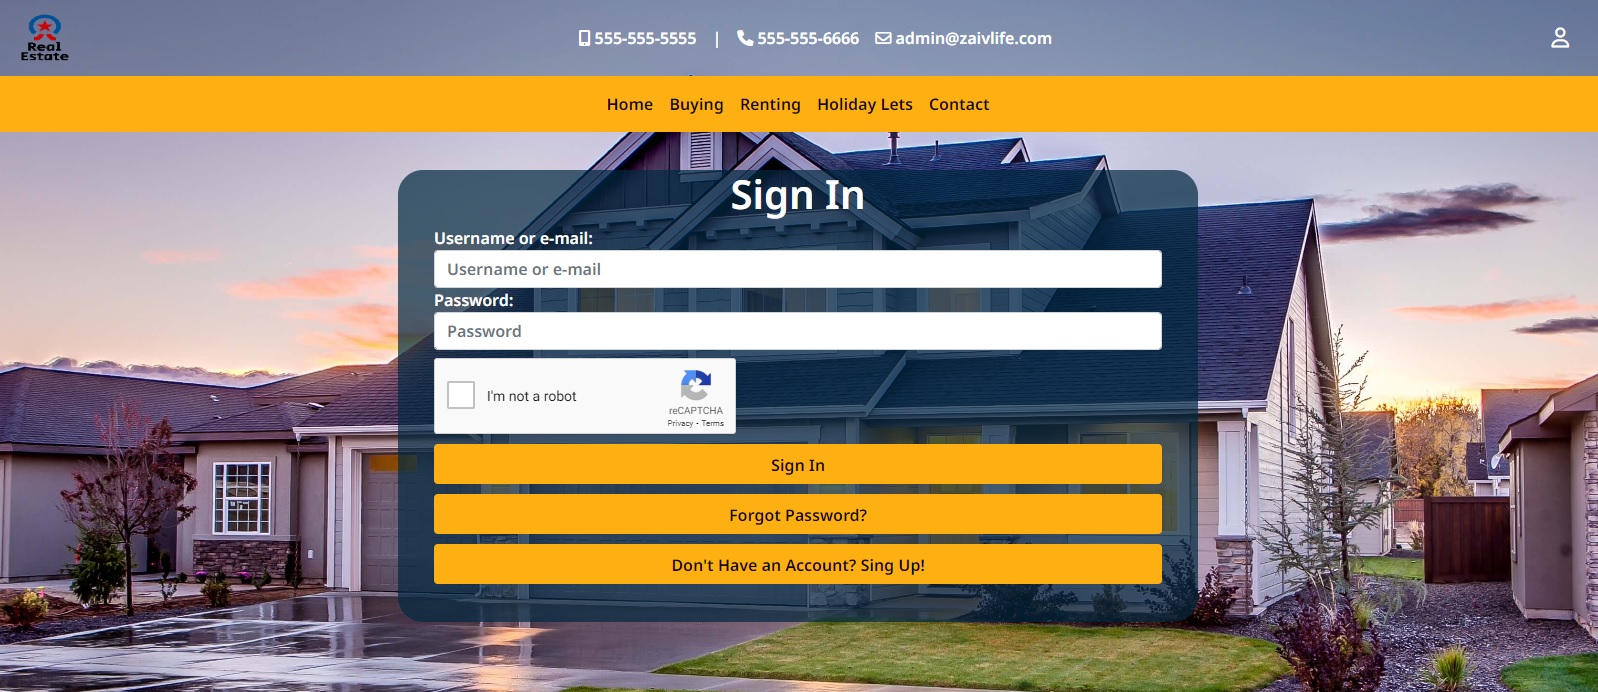 Real
Estate
555-555-5555 | 555-555-6666 admin@zaivlife.com
Home Buying Renting Holiday Lets Contact
Sign In
Username or e-mail:
Username or e-mail
Password:
Password
I'm not a robot
reCAPTCHA
Privacy - Terms
Sign In
Forgot Password?
Don't Have an Account? Sing Up!